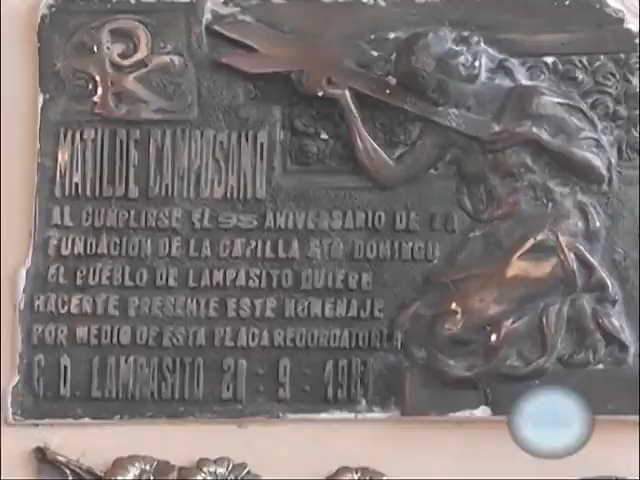 MATILDE CAMPOSANO
AL CUMPLIRSE EL 95 ANIVERSARIO DE LA
FUNDACION DE LA CAPILLA STO DOMINGO
EL PUEBLO DE LAMPASITO QUIERE
HACERTE PRESENTE ESTE HOMENAJE
POR MEDIO DE ESTA PLACA RECORDATORIA
C D. LAMPASITO 20 : 9 :